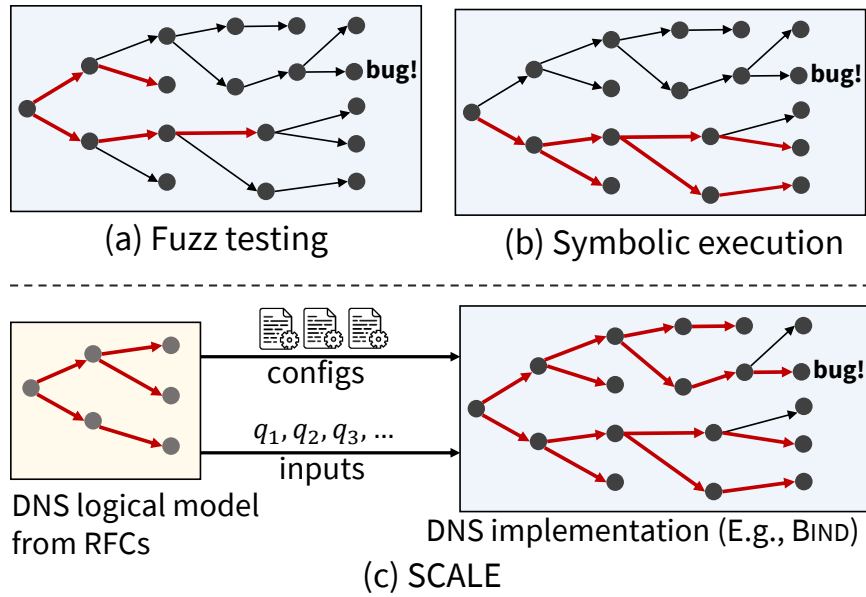 bug!
(a) Fuzz testing
bug!
(b) Symbolic execution
configs
q₁, q₂, q₃, ...
inputs
DNS logical model
from RFCs
bug!
DNS implementation (E.g., BIND)
(c) SCALE